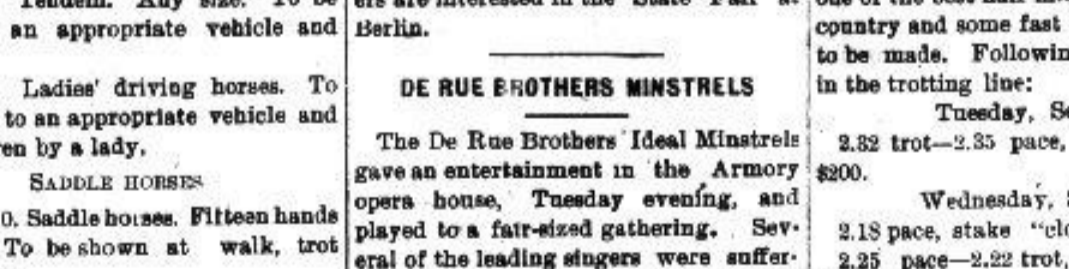 an appropriate vehicle and
Ladies' driving horses. To
to an appropriate vehicle and
en by a lady.
SADDLE HORSES
0. Saddle horses. Fifteen hands
To be shown at walk, trot
ers are interested in the State Fair at
Berlin.
DE RUE BROTHERS MINSTRELS
The De Rue Brothers Ideal Minstrels
gave an entertainment in the Armory
opera house, Tuesday evening, and
played to a fair-sized gathering. Sev-
eral of the leading singers were suffer-
country and some fast
to be made. Followin
in the trotting line:
Tuesday, Se
2.32 trot—2.35 pace,
$200.
Wednesday, S
2.18 pace, stake "clo
2.25 pace—2.22 trot,